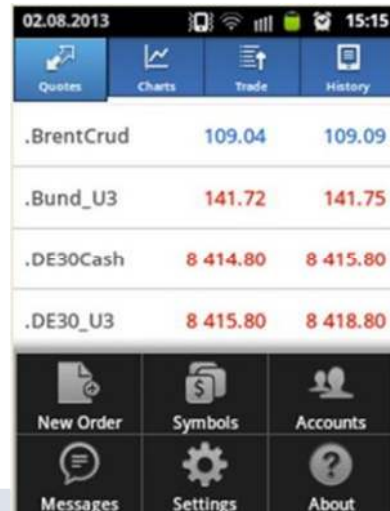 02.08.2013 15:15
Quotes Charts Trade History
.BrentCrud 109.04 109.09
.Bund_U3 141.72 141.75
.DE30Cash 8 414.80 8 415.80
.DE30_U3 8 415.80 8 418.80
New Order Symbols Accounts
Messages Settings About